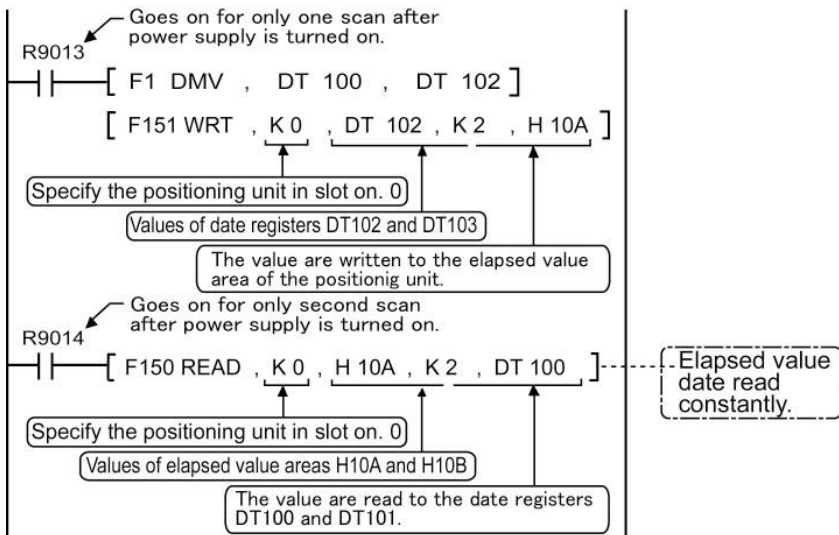 Goes on for only one scan after
power supply is turned on.
R9013
[ F1 DMV , DT 100 , DT 102 ]
[ F151 WRT , K 0 , DT 102 , K 2 , H 10A ]
Specify the positioning unit in slot on. 0
Values of date registers DT102 and DT103
The value are written to the elapsed value
area of the positionig unit.
Goes on for only second scan
after power supply is turned on.
R9014
[ F150 READ , K 0 , H 10A , K 2 , DT 100 ]
Elapsed value
date read
constantly.
Specify the positioning unit in slot on. 0
Values of elapsed value areas H10A and H10B
The value are read to the date registers
DT100 and DT101.